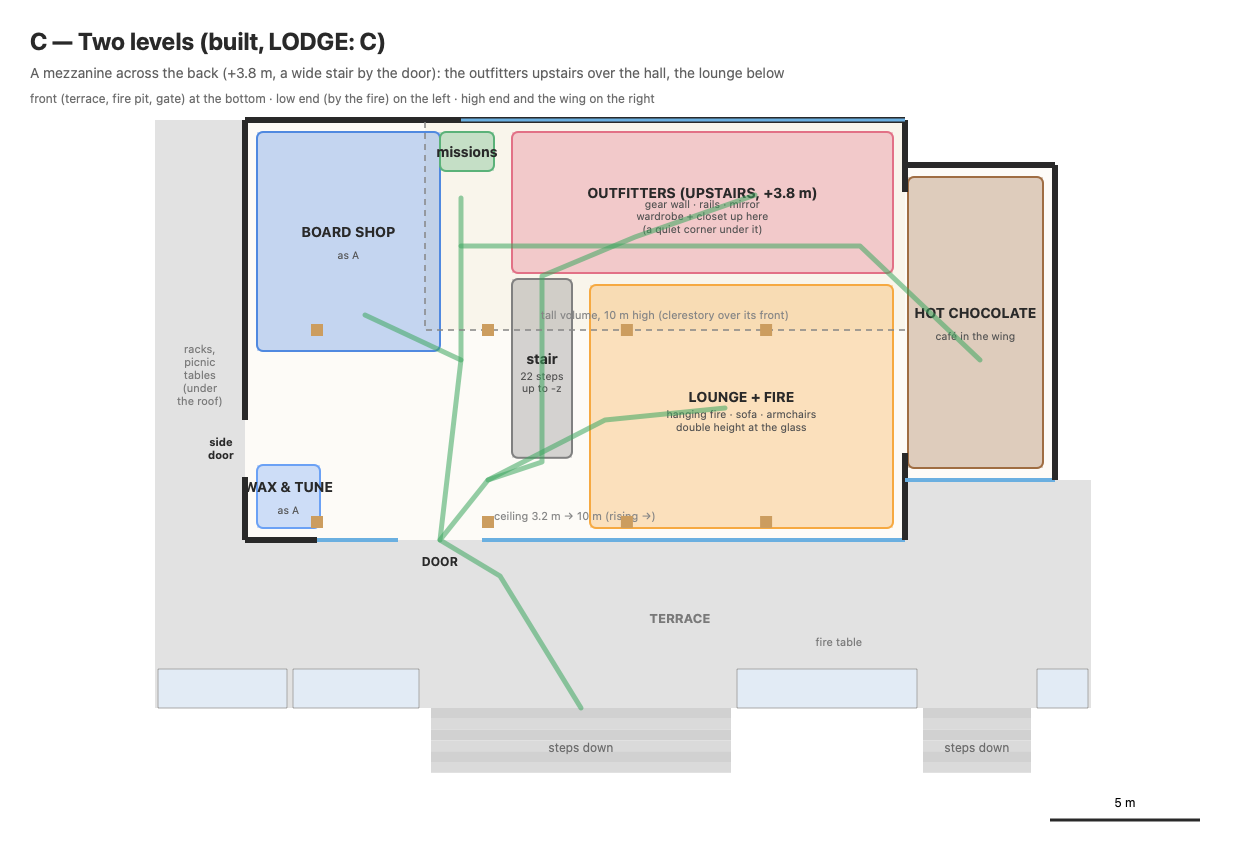 C — Two levels (built, LODGE: C)
A mezzanine across the back (+3.8 m, a wide stair by the door): the outfitters upstairs over the hall, the lounge below
front (terrace, fire pit, gate) at the bottom · low end (by the fire) on the left · high end and the wing on the right
missions
OUTFITTERS (UPSTAIRS, +3.8 m)
gear wall · rails · mirror
wardrobe + closet up here
(a quiet corner under it)
BOARD SHOP
as A
HOT CHOCOLATE
café in the wing
tall volume, 10 m high (clerestory over its front)
stair
22 steps
up to -z
racks,
picnic
tables
(under
the roof)
LOUNGE + FIRE
hanging fire · sofa · armchairs
double height at the glass
side
door
WAX & TUNE
as A
ceiling 3.2 m → 10 m (rising →)
DOOR
TERRACE
fire table
steps down
steps down
5 m